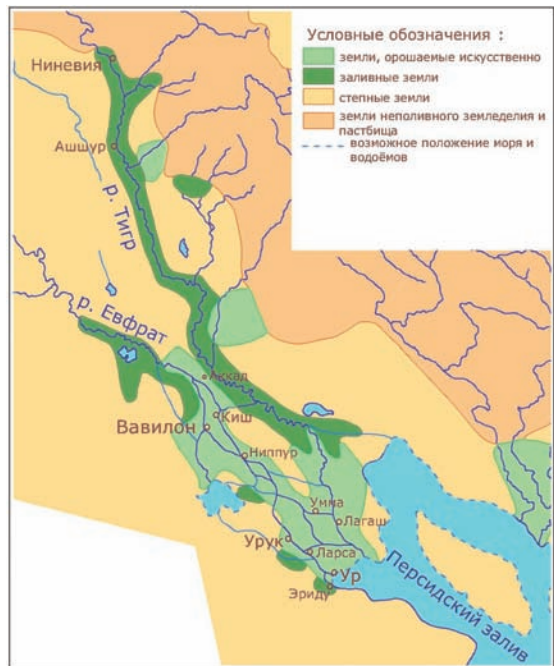 Условные обозначения :
земли, орошаемые искусственно
заливные земли
степные земли
земли неполивного земледелия и
пастбища
возможное положение моря и
водоёмов
Ниневия
Ашшур
р. Тигр
р. Евфрат
Аккад
Киш
Вавилон
Ниппур
Умма
Лагаш
Урук
Ларса
Ур
Эриду
Персидский залив